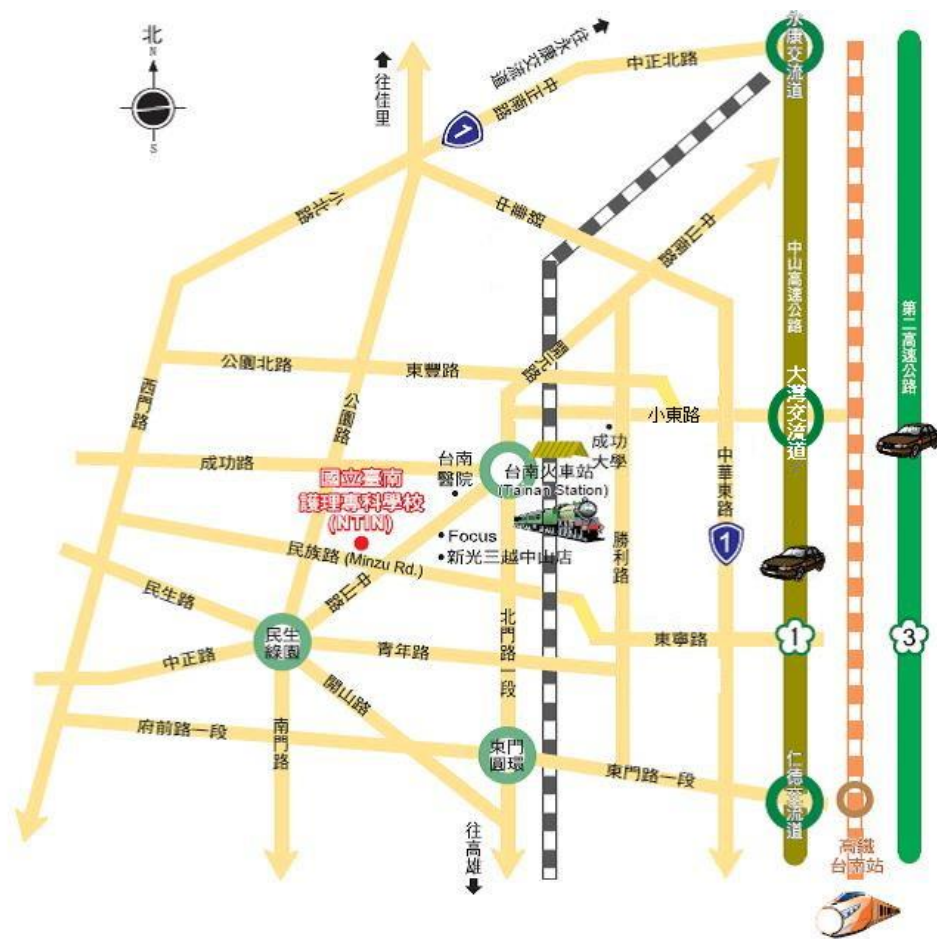 北
N
S
往佳里
往永康交流道
中正南路
1
中正北路
永康交流道
小北路
中華路
中山南路
中山高速公路
第二高速公路
公園北路
東豐路
開元路
西門路
公園路
小東路
大灣交流道
成功路
台南
醫院
台南火車站
(Tainan Station)
成功
大學
中華東路
國立臺南
護理專科學校
(NTIN)
Focus
新光三越中山店
民族路 (Minzu Rd.)
中山路
勝利路
1
民生路
民生
綠園
北門路一段
東寧路
1
3
中正路
青年路
開山路
府前路一段
南門路
東門
圓環
東門路一段
仁德交流道
往高雄
高鐵
台南站